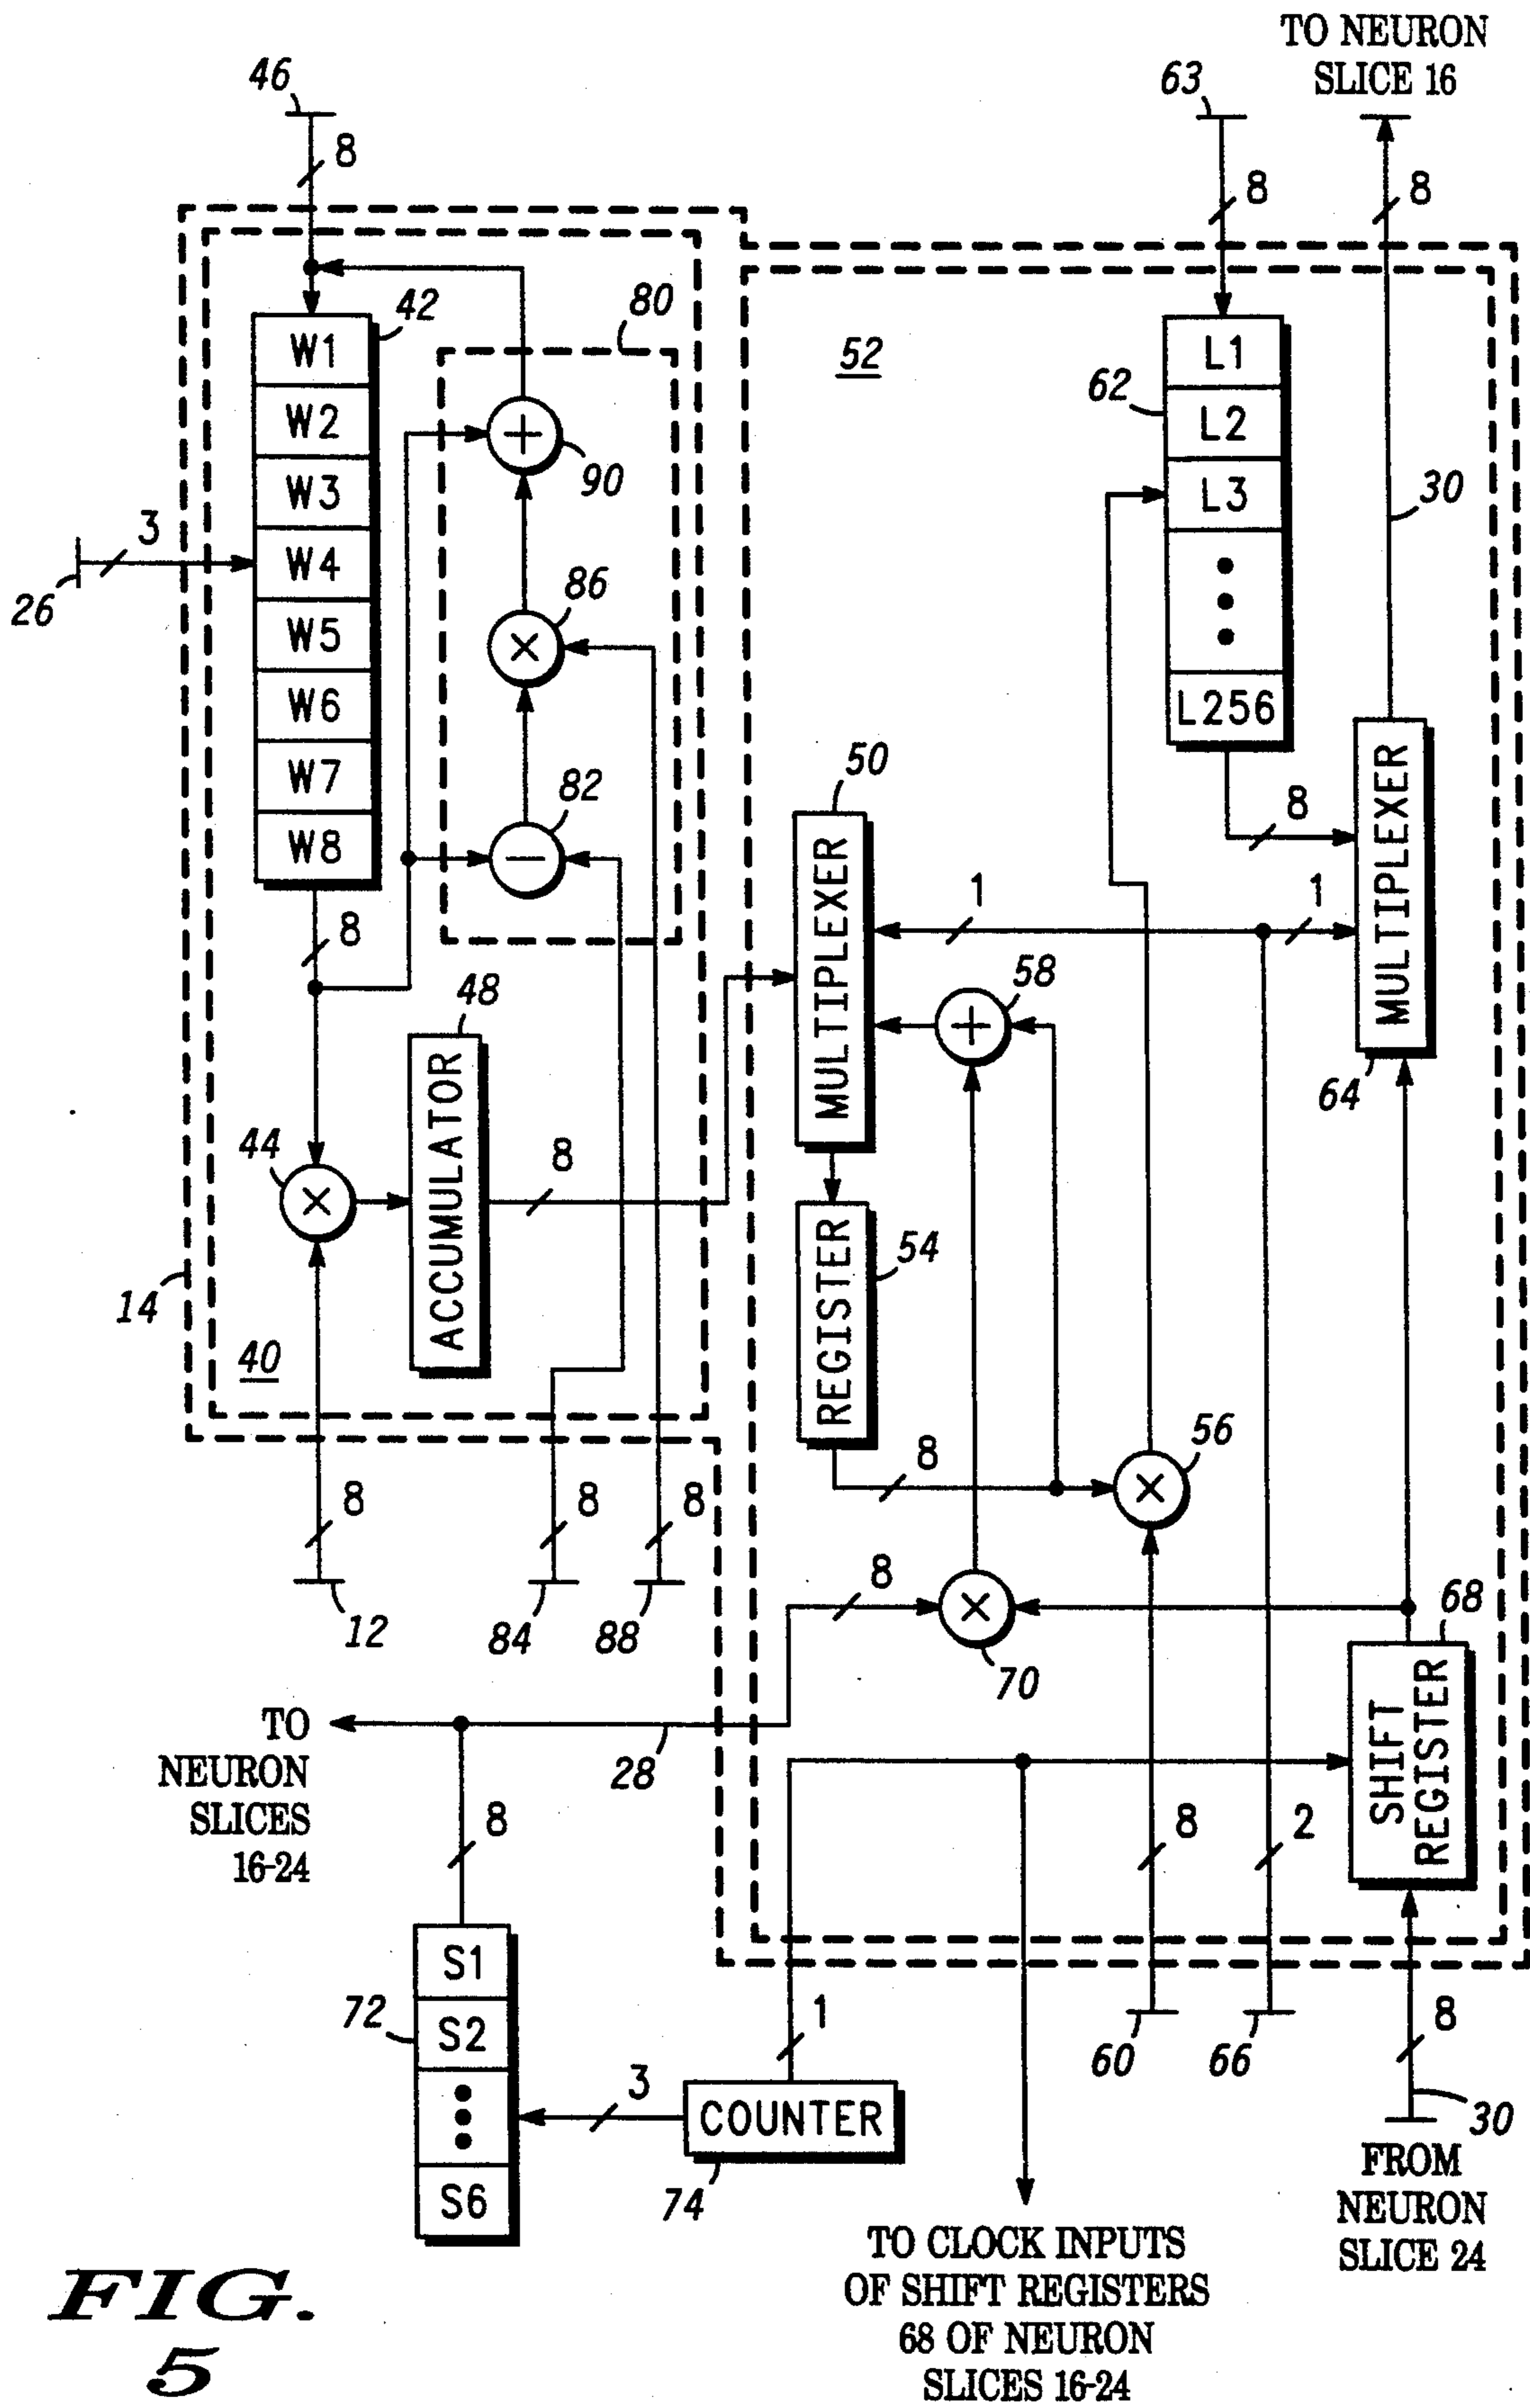 TO NEURON
SLICE 16
46
63
8
8
8
42
80
52
W1
W2
W3
W4
W5
W6
W7
W8
L1
L2
L3
L256
62
30
90
3
26
86
82
50
8
1
1
MULTIPLEXER
MULTIPLEXER
64
8
48
58
ACCUMULATOR
44
8
REGISTER
54
14
40
56
8
8
8
8
12
84
88
8
70
68
SHIFT
REGISTER
TO
NEURON
SLICES
16-24
28
8
8
2
S1
S2
S6
72
1
3
COUNTER
74
60
66
8
30
FROM
NEURON
SLICE 24
TO CLOCK INPUTS
OF SHIFT REGISTERS
68 OF NEURON
SLICES 16-24
FIG.
5